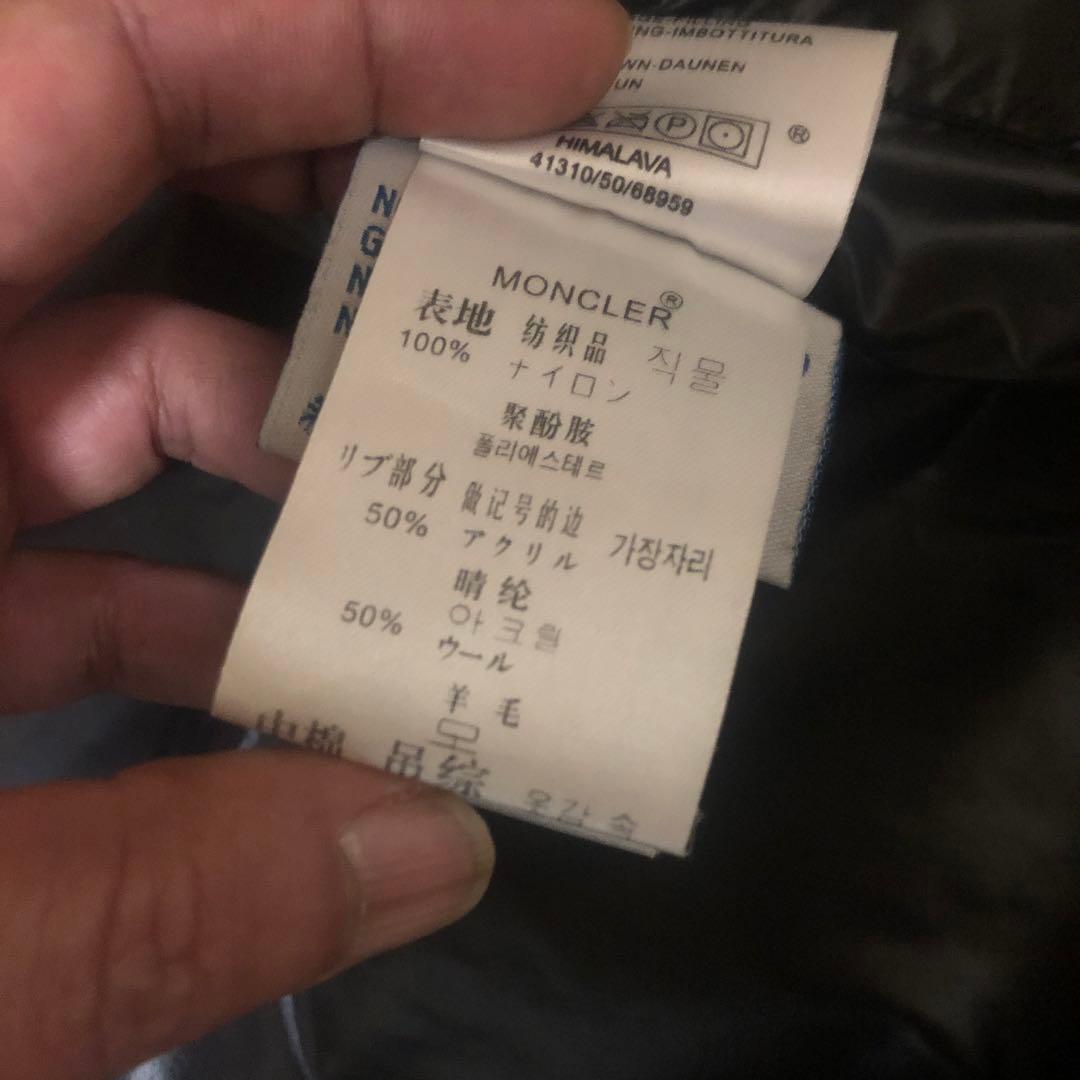 NG-IMBOTTITURA
WN-DAUNEN
UN
P
®
HIMALAVA
41310/50/68959
MONCLER®
表地 纺织品 직물
100% ナイロン
聚酚胺
폴리에스테르
リブ部分 做记号的边 가장자리
50% アクリル
晴纶
아크릴
50% ウール
羊毛
모
中棉
N
G
N
N